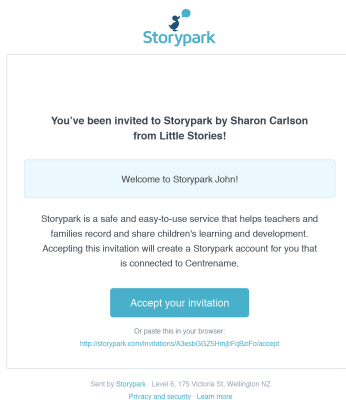 Storypark
You've been invited to Storypark by Sharon Carlson
from Little Stories!
Welcome to Storypark John!
Storypark is a safe and easy-to-use service that helps teachers and
families record and share children's learning and development.
Accepting this invitation will create a Storypark account for you that
is connected to Centrename.
Accept your invitation
Or paste this in your browser:
http://storypark.com/invitations/A3esbGGZ5HmjbFqBziFo/accept
Sent by Storypark · Level 6, 175 Victoria St, Wellington NZ
Privacy and security · Learn more